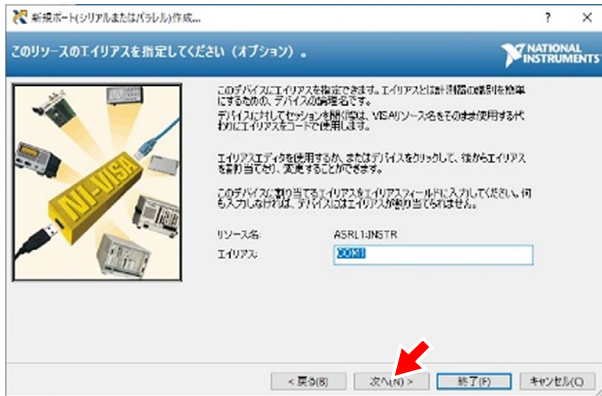 新規ポート(シリアルまたはパラレル)作成...
このリソースのエイリアスを指定してください（オプション）。
NATIONAL
INSTRUMENTS
NI-VISA
このデバイスにエイリアスを指定できます。エイリアスとは計測器の識別を簡単
にするための、デバイスの論理名です。
デバイスに対してセッションを開く際は、VISAリソース名をそのまま使用する代
わりにエイリアスをコードで使用します。
エイリアスエディタを使用するか、またはデバイスをクリックして、後からエイリアス
を割り当てたり、変更することができます。
このデバイスに割り当てるエイリアスをエイリアスフィールドに入力してください。何
も入力しなければ、デバイスにはエイリアスが割り当てられません。
リソース名: ASRL1::INSTR
エイリアス: COM1
< 戻る(B) 次へ(N) > 終了(F) キャンセル(C)